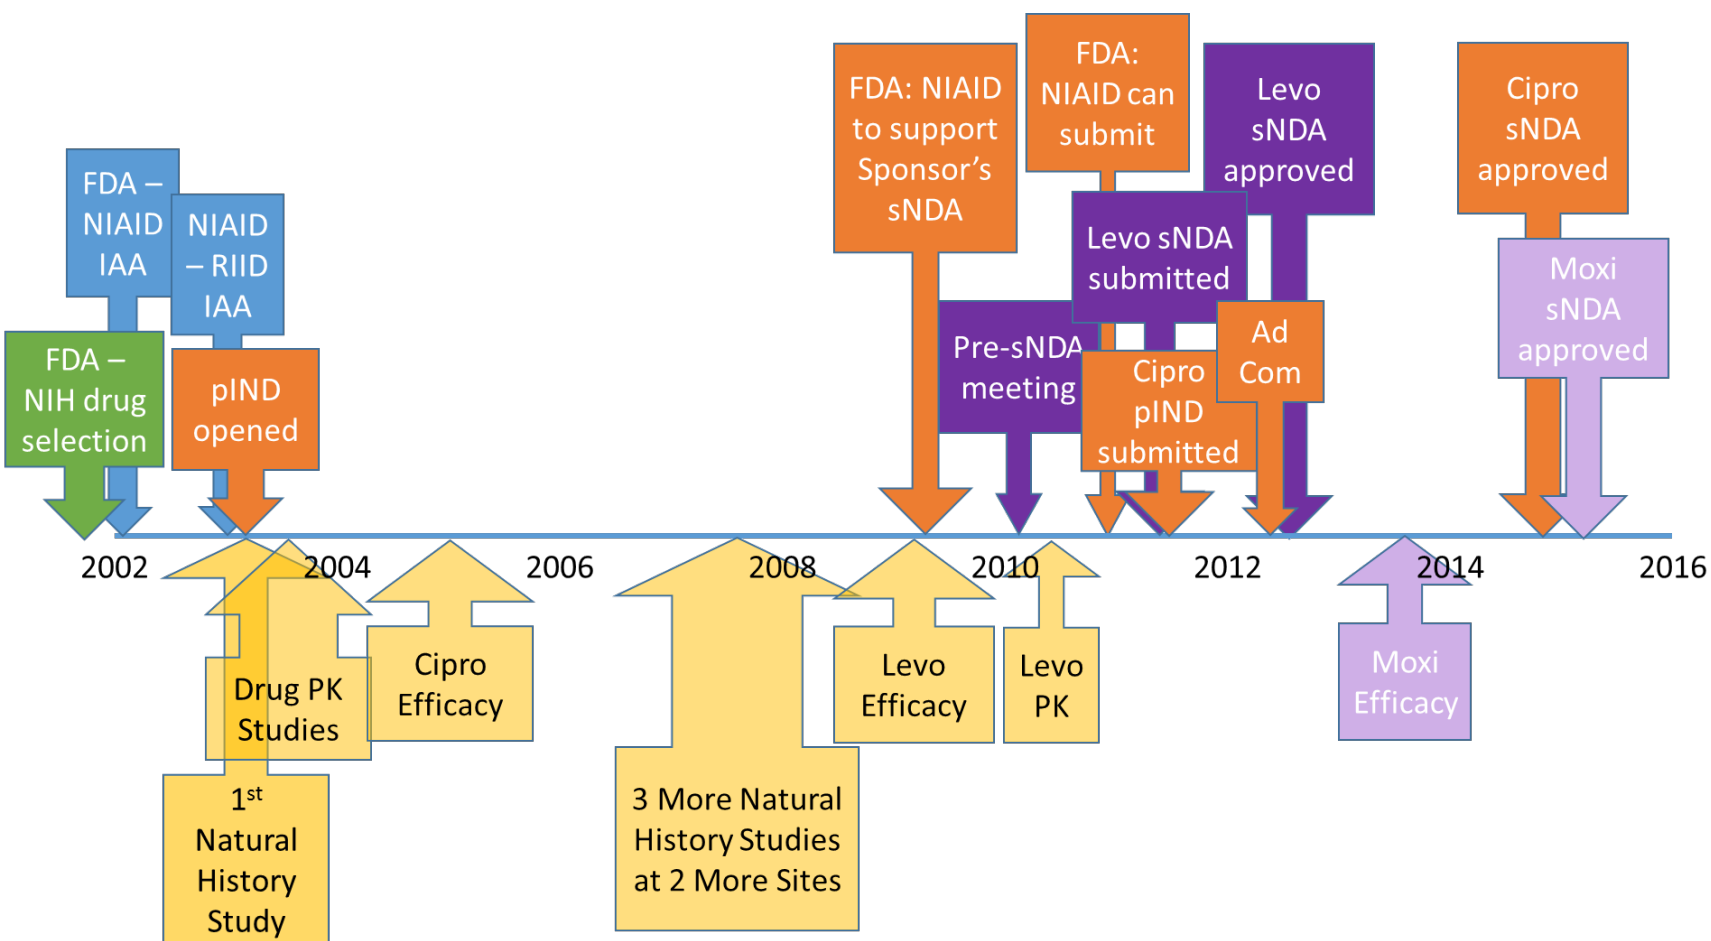 FDA –
NIAID
IAA
NIAID
– RIID
IAA
FDA –
NIH drug
selection
pIND
opened
FDA: NIAID
to support
Sponsor’s
sNDA
FDA:
NIAID can
submit
Levo
sNDA
approved
Cipro
sNDA
approved
Levo sNDA
submitted
Moxi
sNDA
approved
Pre-sNDA
meeting
Cipro
pIND
submitted
Ad
Com
2002
2004
2006
2008
2010
2012
2014
2016
Drug PK
Studies
Cipro
Efficacy
Levo
Efficacy
Levo
PK
Moxi
Efficacy
1st
Natural
History
Study
3 More Natural
History Studies
at 2 More Sites